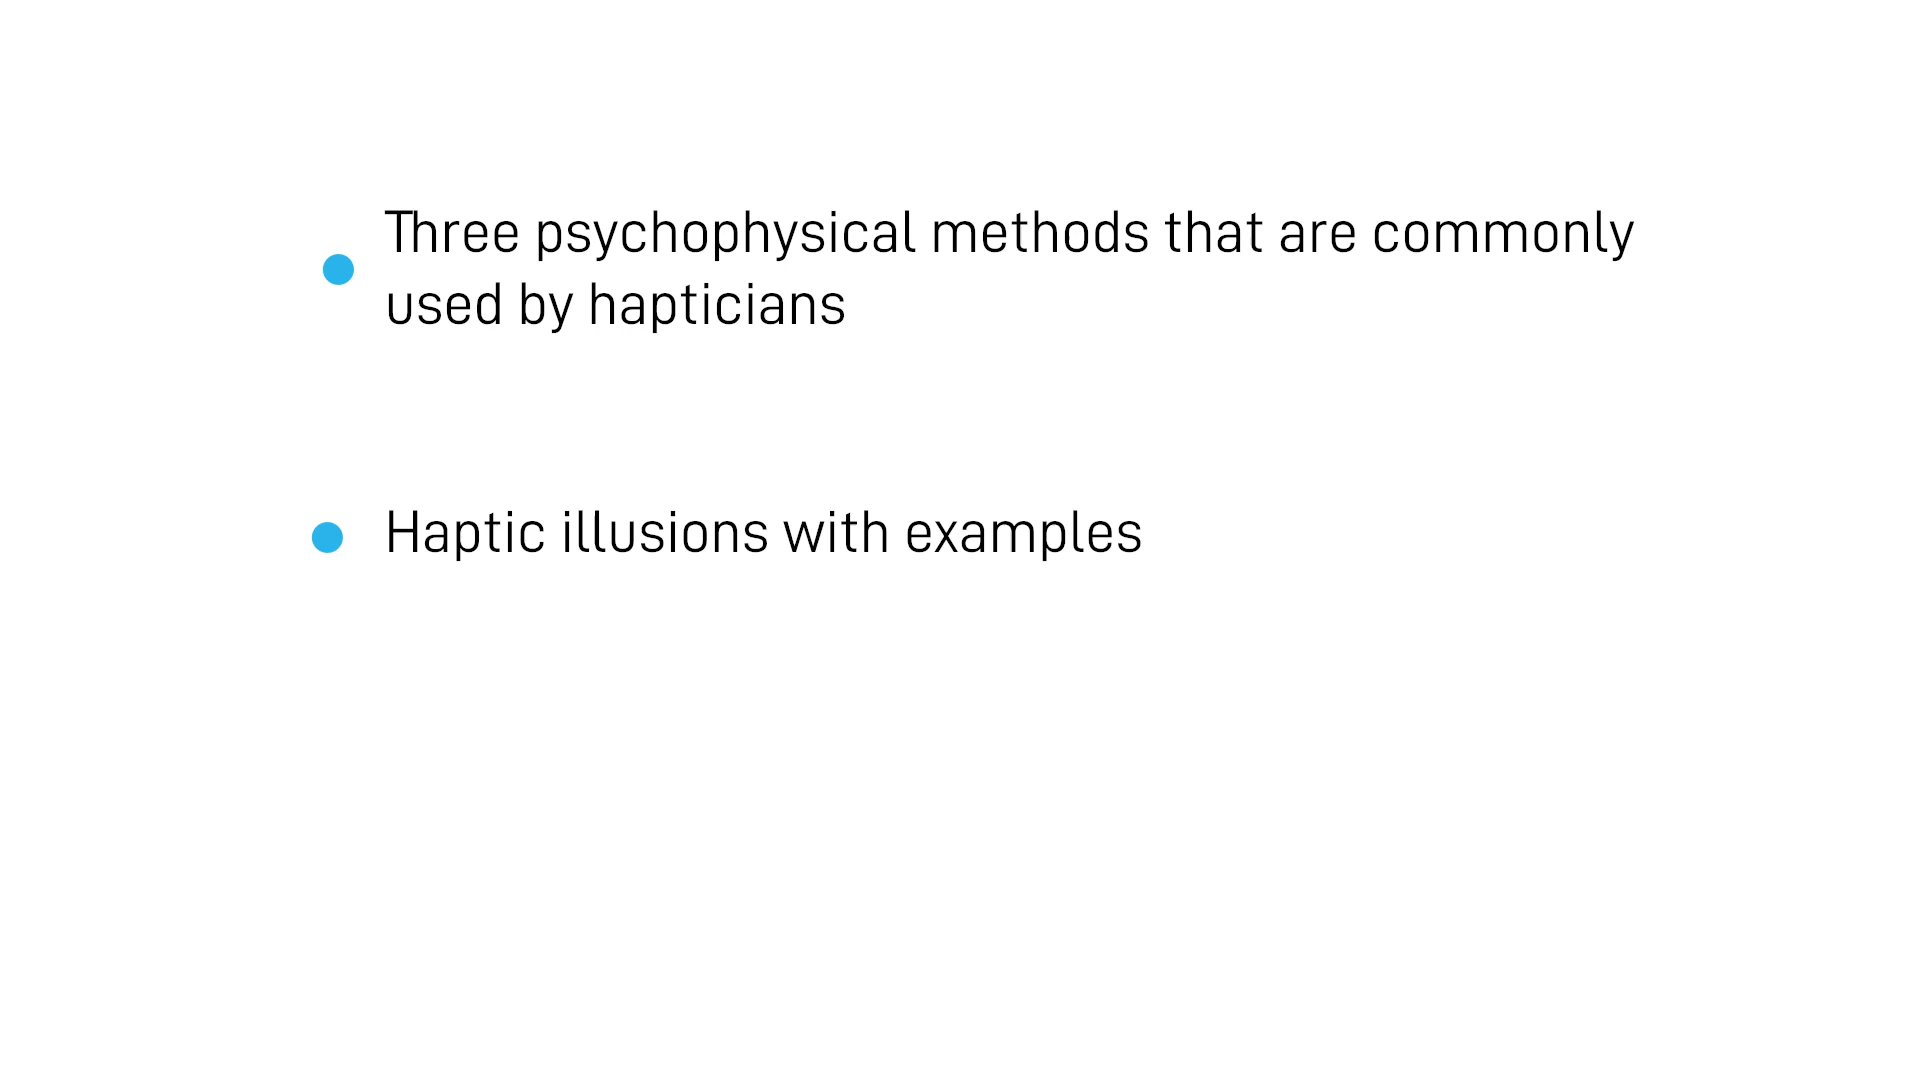 Three psychophysical methods that are commonly
used by hapticians
Haptic illusions with examples